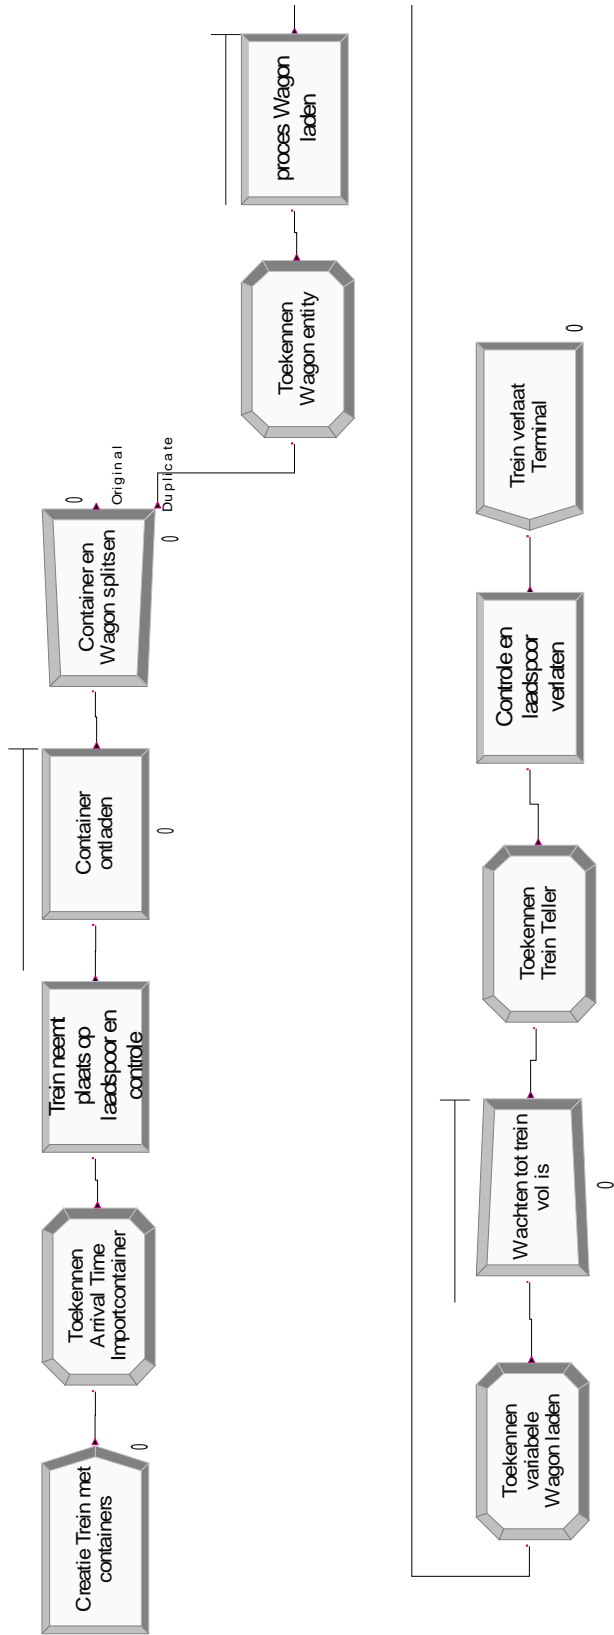 Creatie Trein met
containers
0
Toekennen
Arrival Time
Importcontainer
Trein neemt
plaats op
laadspoor en
controle
Container
ontladen
0
Container en
Wagon splitsen
0
Original
0
Duplicate
Toekennen
Wagon entity
proces Wagon
laden
Toekennen
variabele
Wagon laden
Wachten tot trein
vol is
0
Toekennen
Trein Teller
Controle en
laadspoor
verlaten
Trein verlaat
Terminal
0